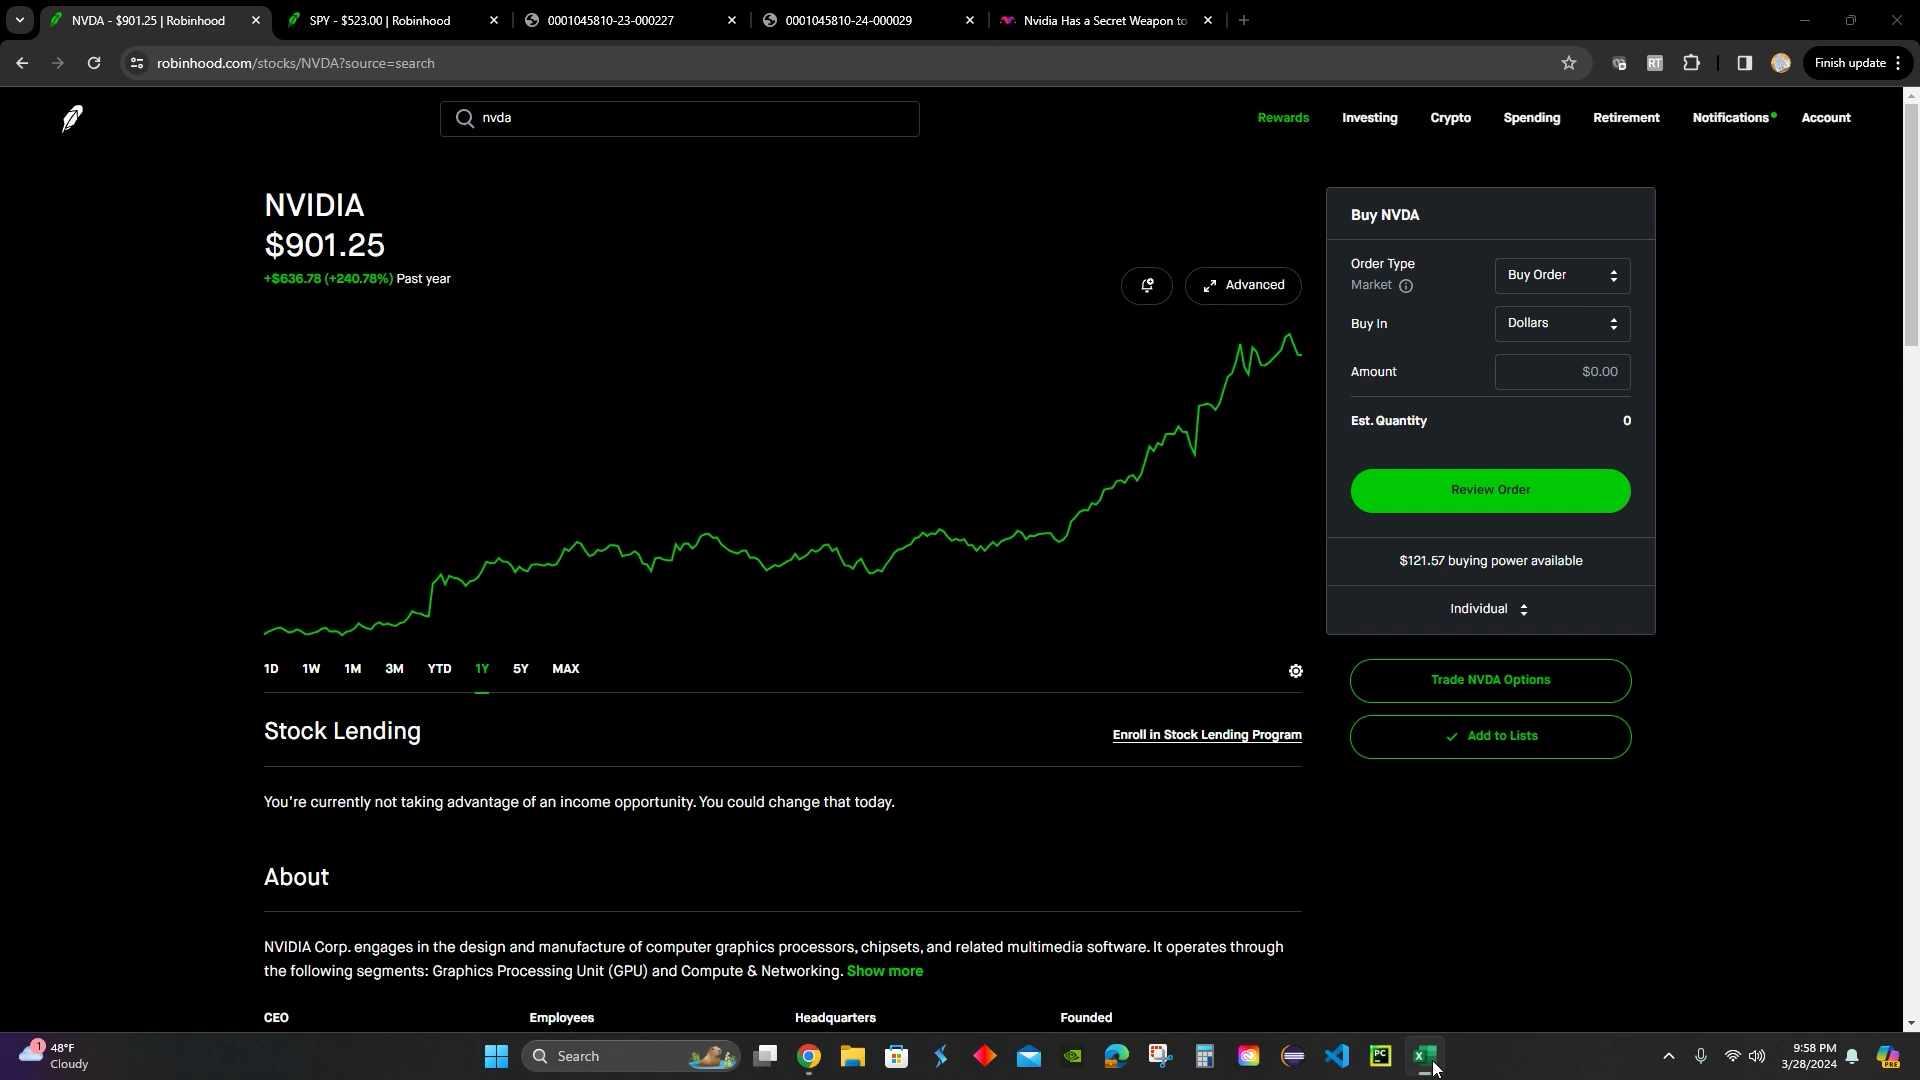 NVDA - $901.25 | Robinhood
SPY - $523.00 | Robinhood
0001045810-23-000227
0001045810-24-000029
Nvidia Has a Secret Weapon to
robinhood.com/stocks/NVDA?source=search
RT
Finish update
nvda
Rewards
Investing
Crypto
Spending
Retirement
Notifications
Account
NVIDIA
$901.25
+$636.78 (+240.78%) Past year
Advanced
Buy NVDA
Order Type
Market
Buy Order
Buy In
Dollars
Amount
$0.00
Est. Quantity
0
Review Order
$121.57 buying power available
Individual
1D
1W
1M
3M
YTD
1Y
5Y
MAX
Trade NVDA Options
Add to Lists
Stock Lending
Enroll in Stock Lending Program
You're currently not taking advantage of an income opportunity. You could change that today.
About
NVIDIA Corp. engages in the design and manufacture of computer graphics processors, chipsets, and related multimedia software. It operates through
the following segments: Graphics Processing Unit (GPU) and Compute & Networking. Show more
CEO
Employees
Headquarters
Founded
1
48°F
Cloudy
Search
PC
X
9:58 PM
3/28/2024
PRE